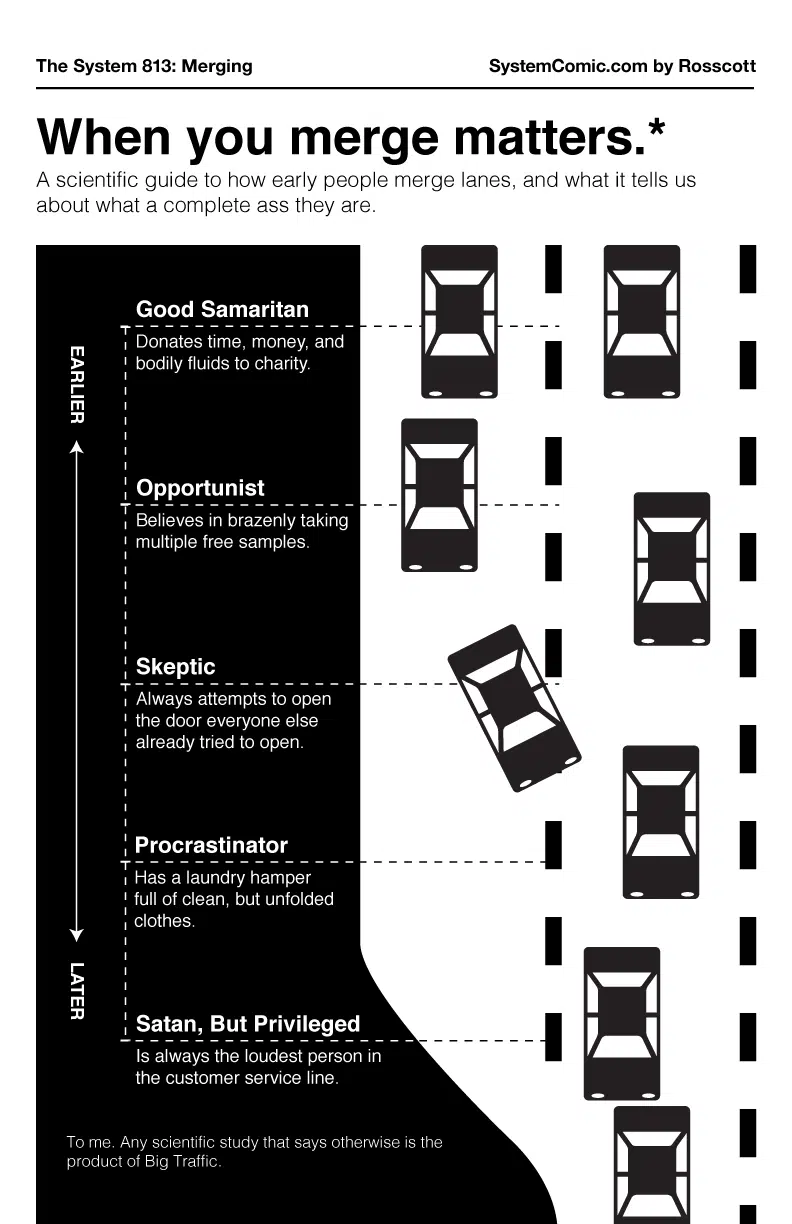 The System 813: Merging
SystemComic.com by Rosscott
When you merge matters.*
A scientific guide to how early people merge lanes, and what it tells us
about what a complete ass they are.
EARLIER
Good Samaritan
Donates time, money, and
bodily fluids to charity.
Opportunist
Believes in brazenly taking
multiple free samples.
Skeptic
Always attempts to open
the door everyone else
already tried to open.
Procrastinator
Has a laundry hamper
full of clean, but unfolded
clothes.
LATER
Satan, But Privileged
Is always the loudest person in
the customer service line.
To me. Any scientific study that says otherwise is the
product of Big Traffic.